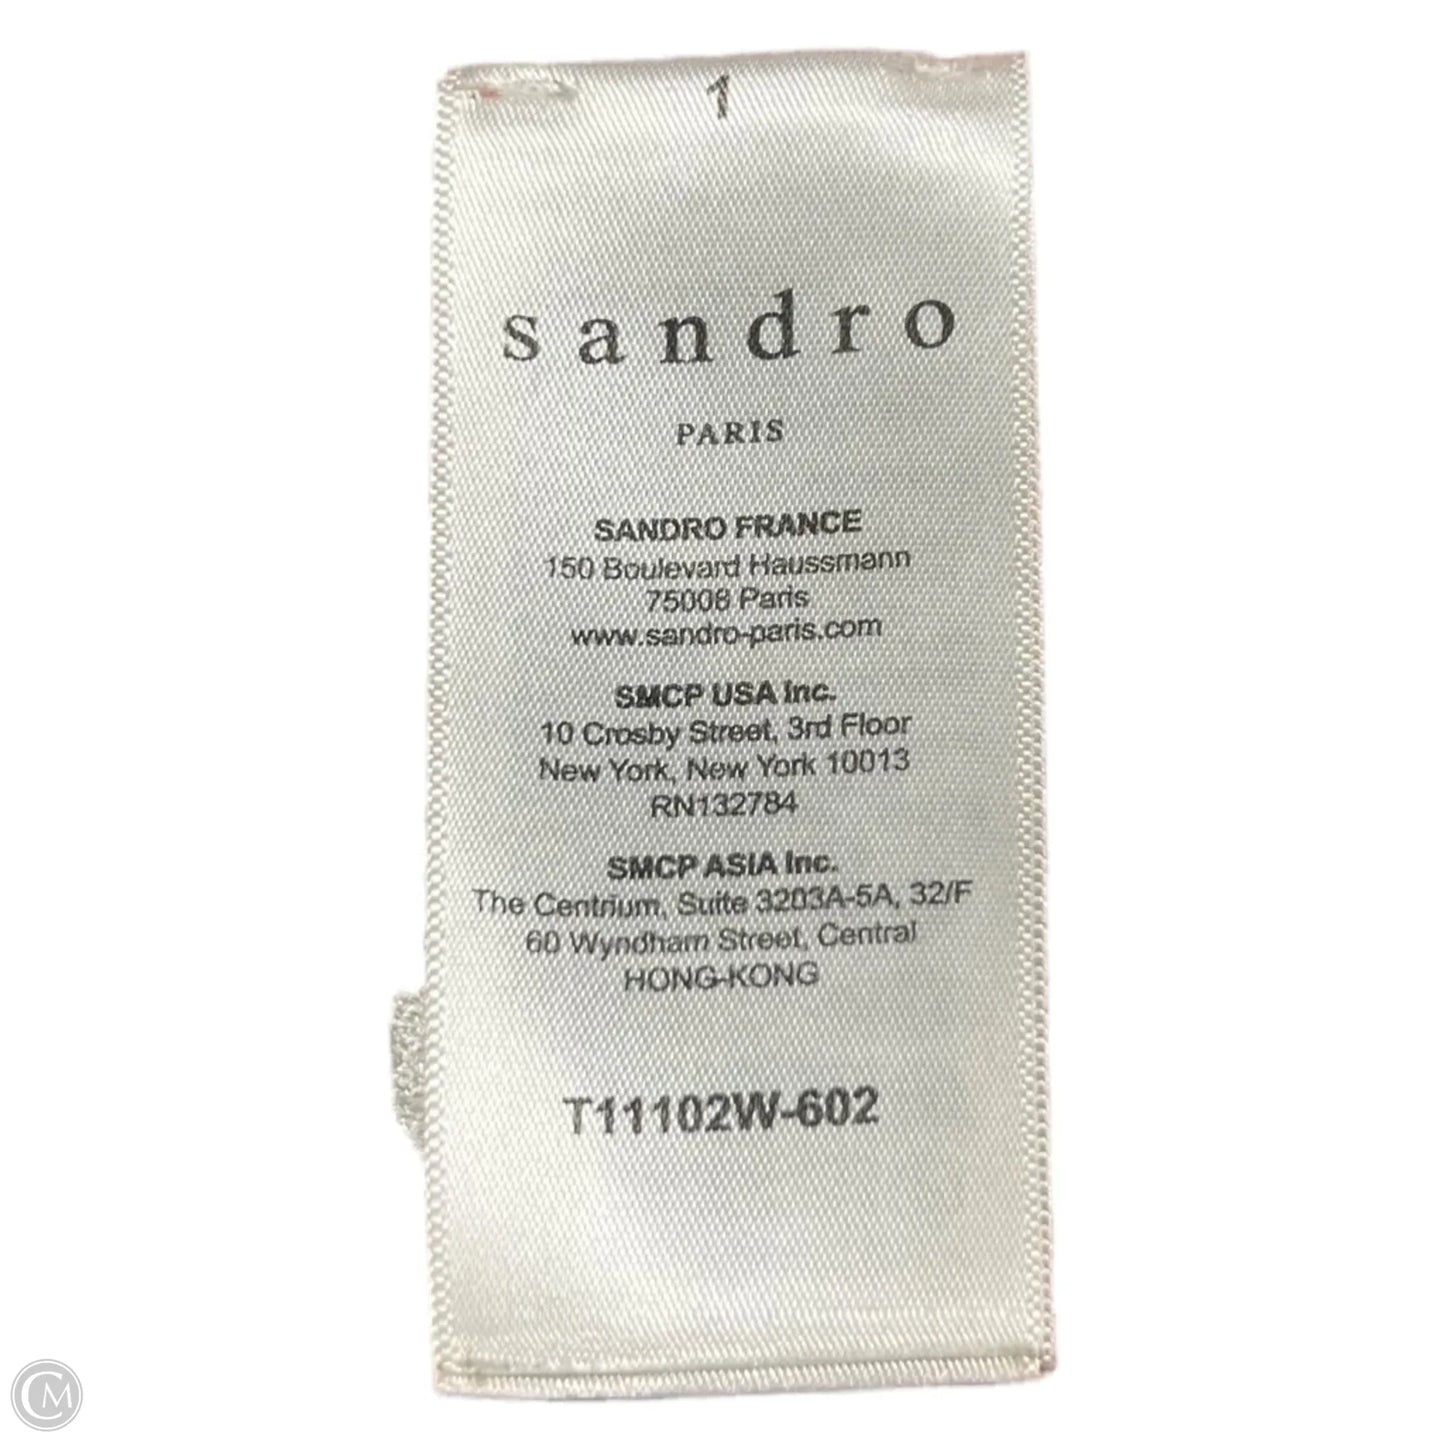 1
sandro
PARIS
SANDRO FRANCE
150 Boulevard Haussmann
75008 Paris
www.sandro-paris.com
SMCP USA Inc.
10 Crosby Street, 3rd Floor
New York, New York 10013
RN132784
SMCP ASIA Inc.
The Centrium, Suite 3203A-5A, 32/F
60 Wyndham Street, Central
HONG-KONG
T11102W-602
CM